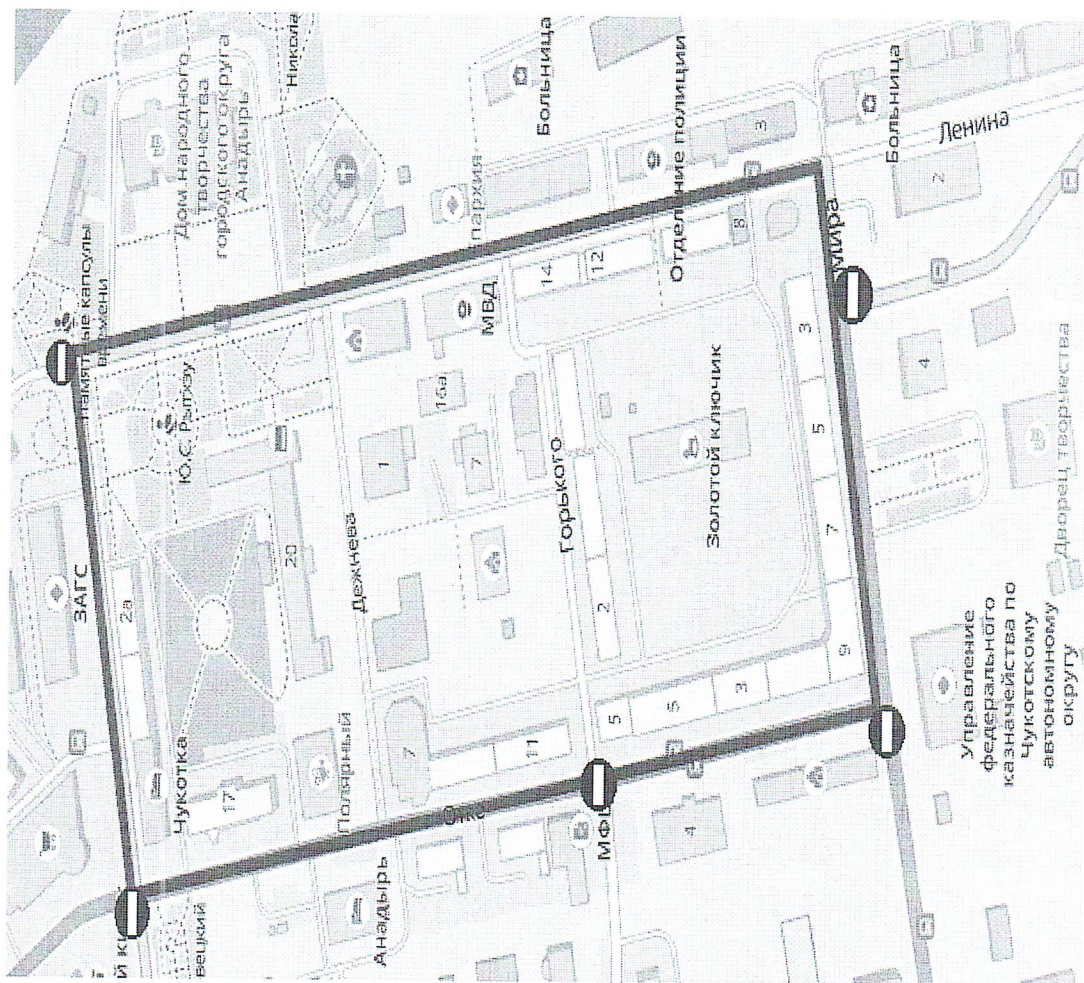 Дом народного
творчества
городского округа
Анадырь
Никола
Памятные капсулы
времени
Ю.С. Рытхэу
ЗАГС
2а
20
Чукотка
17
Полярный
Дежнева
1
16а
7
МВД
пархия
Больница
Отделение полиции
3
14
12
8
Горького
2
7
11
Анадырь
МФЦ
4
5
5
3
9
7
5
3
Золотой ключик
Мира
Ленина
Больница
2
4
Дворец творчества
Управление
федерального
казначейства по
Чукотскому
автономному
округу
вецкий